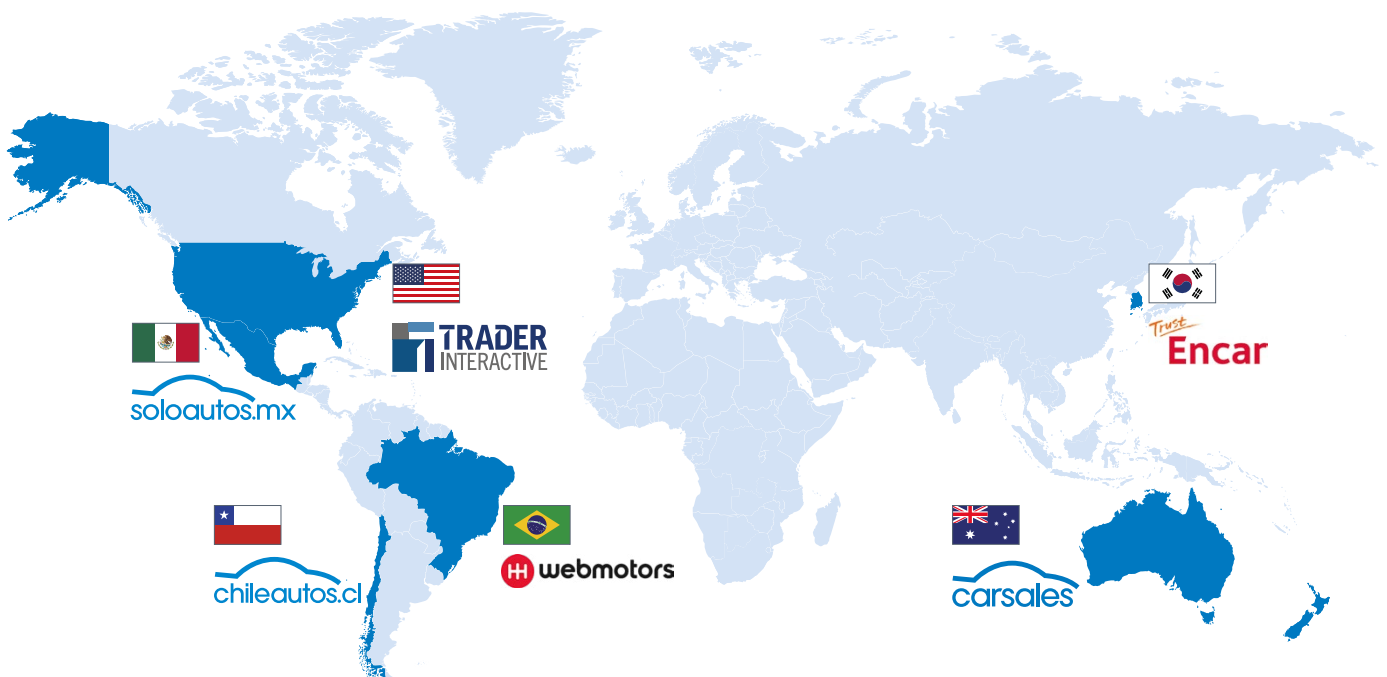 TRADER
INTERACTIVE
Trust
Encar
soloautos.mx
chileautos.cl
webmotors
carsales